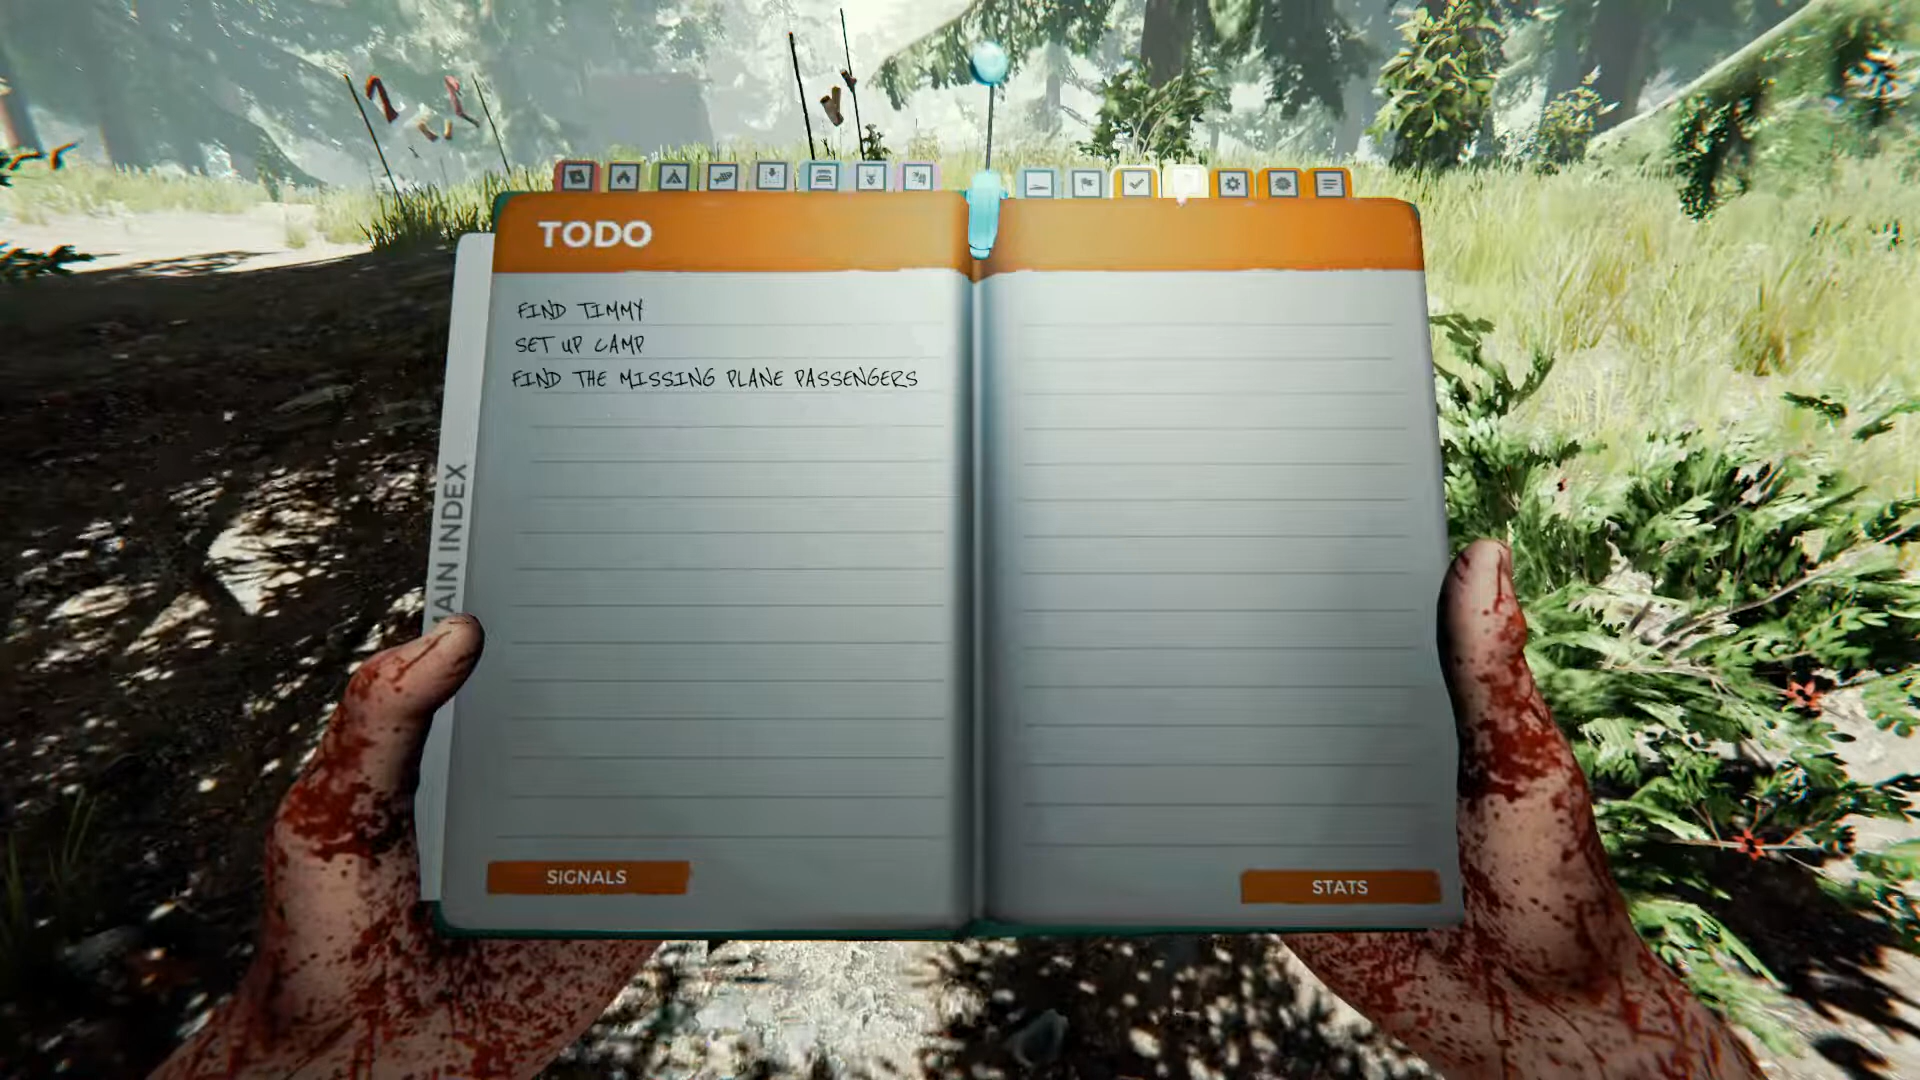 TODO
FIND TIMMY
SET UP CAMP
FIND THE MISSING PLANE PASSENGERS
MAIN INDEX
SIGNALS
STATS